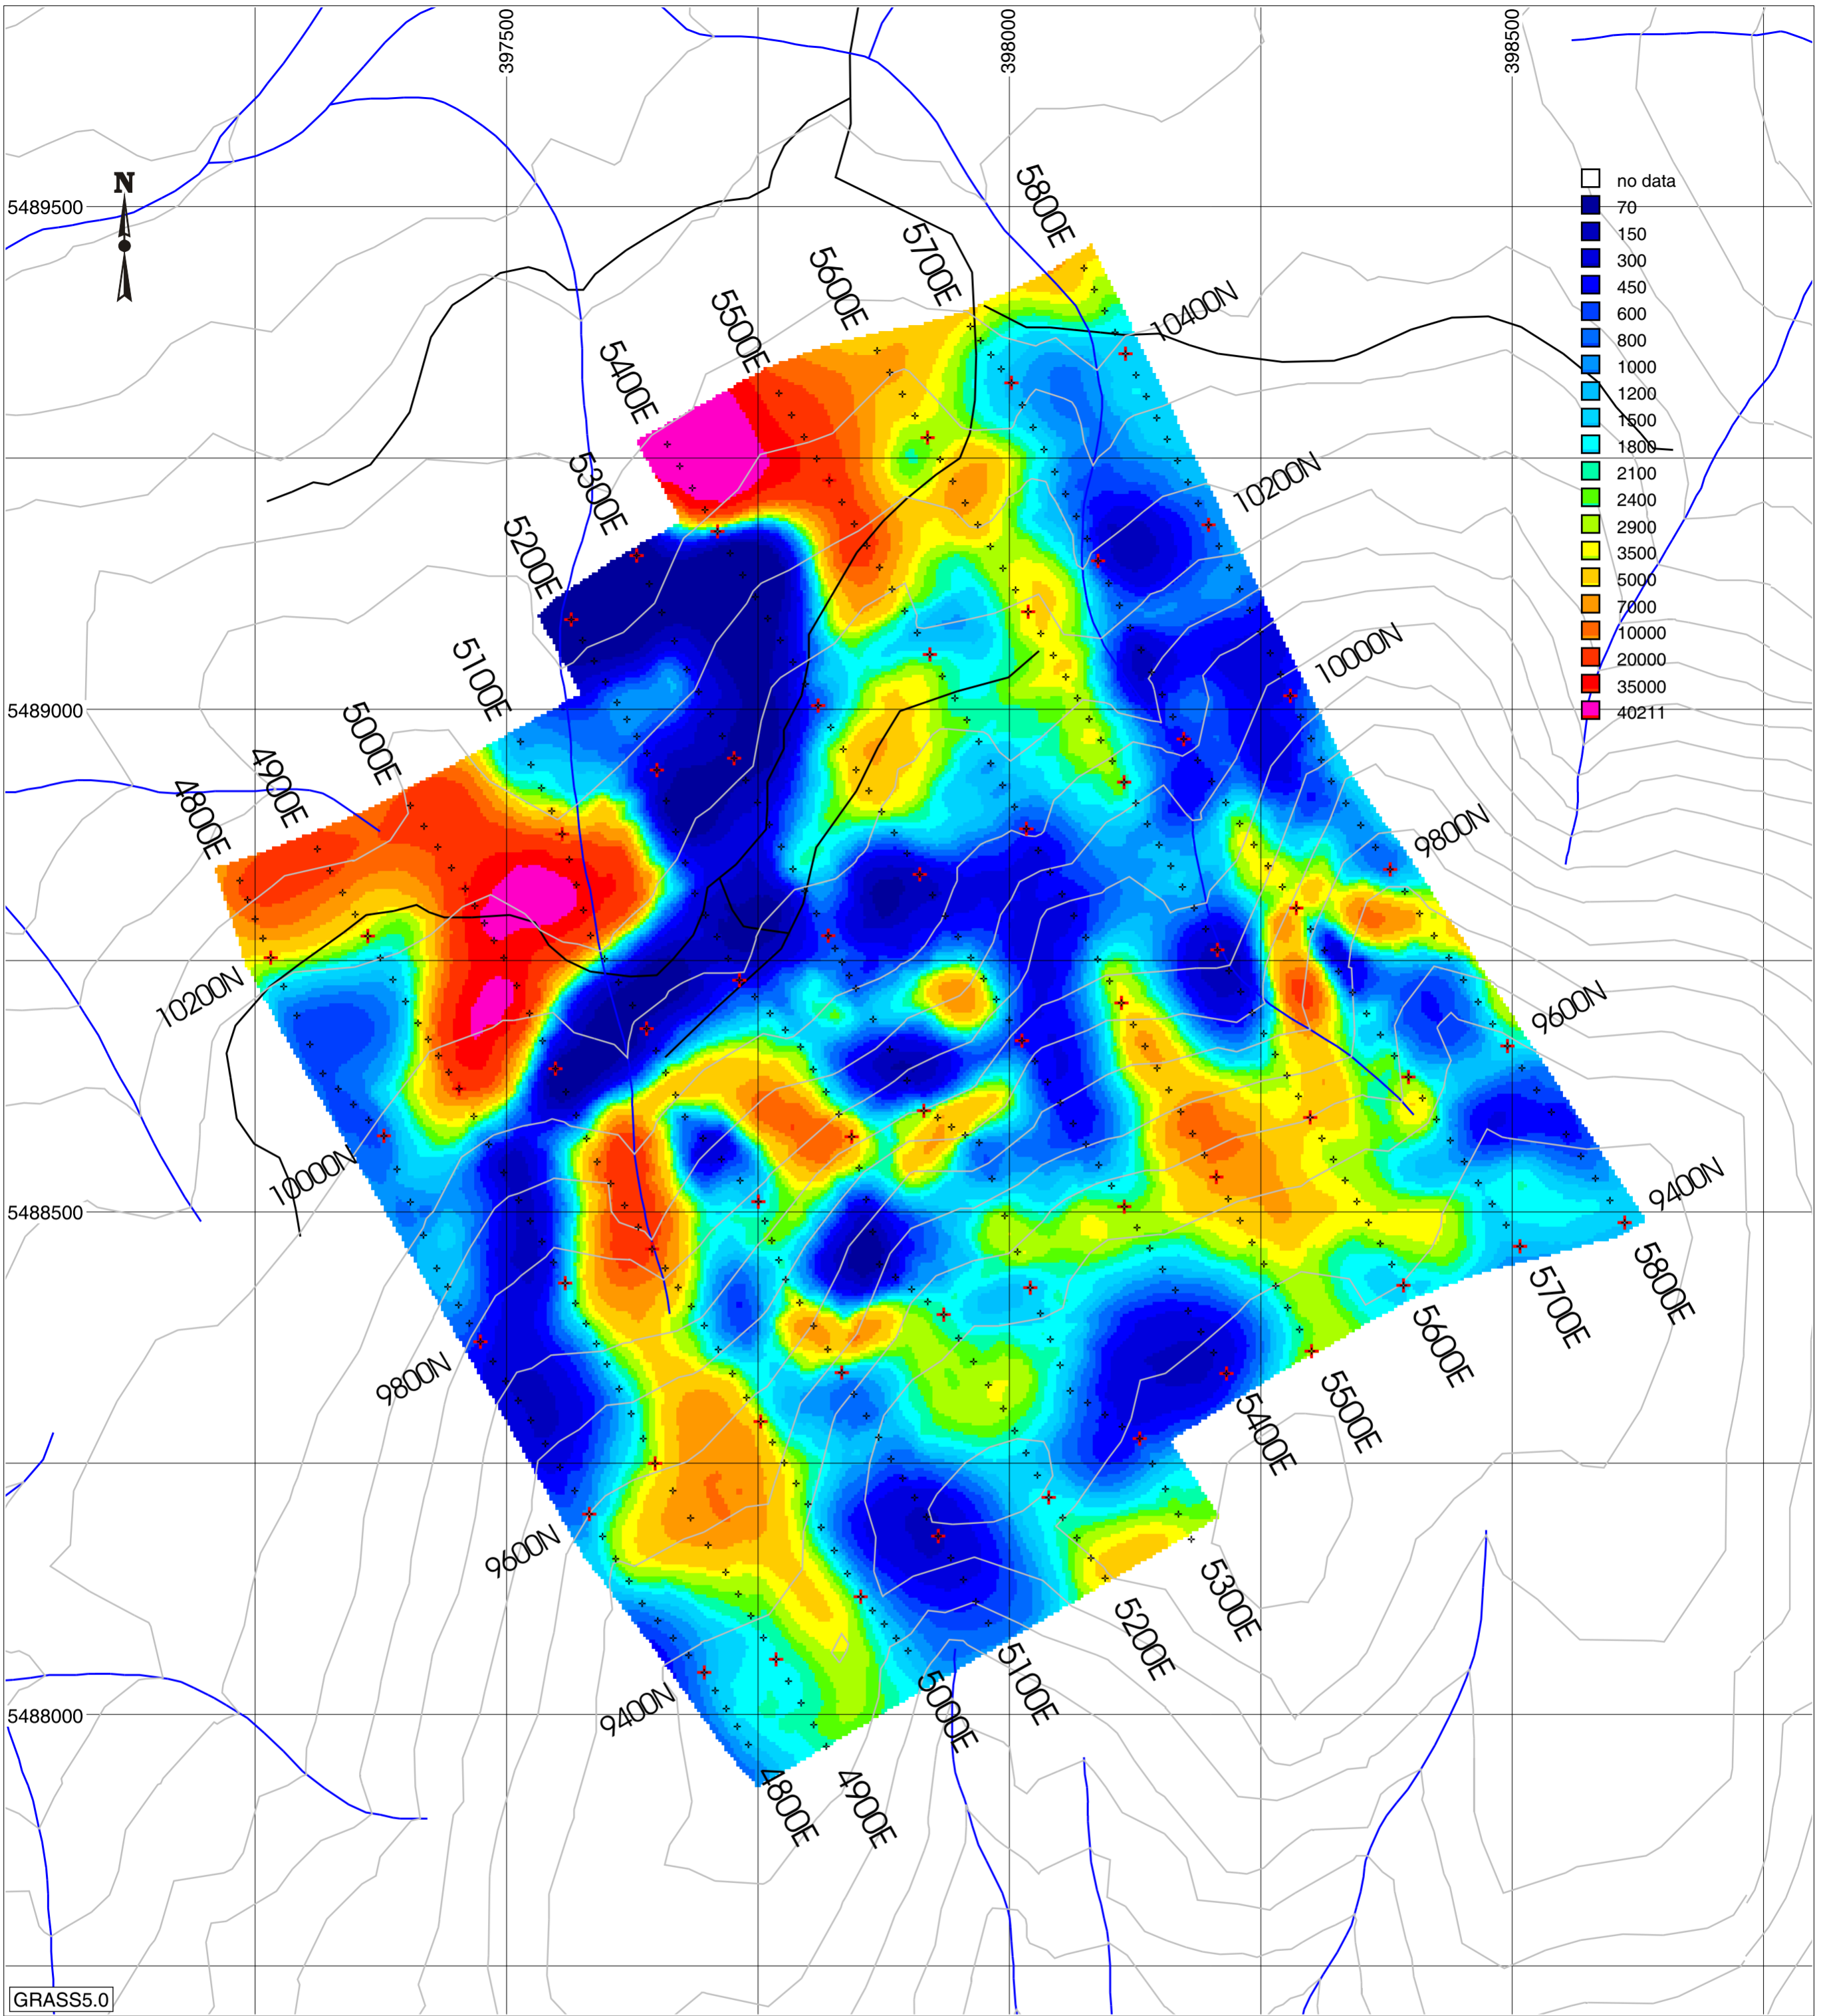 397500
398000
398500
N
5489500
5489000
5488500
5488000
no data
70
150
300
450
600
800
1000
1200
1500
1800
2100
2400
2900
3500
5000
7000
10000
20000
35000
40211
5800E
5700E
5600E
5500E
5400E
5300E
5200E
5100E
5000E
4900E
4800E
10400N
10200N
10000N
9800N
9600N
9400N
10200N
10000N
9800N
9600N
9400N
5800E
5700E
5600E
5500E
5400E
5300E
5200E
5100E
5000E
4900E
4800E
GRASS5.0